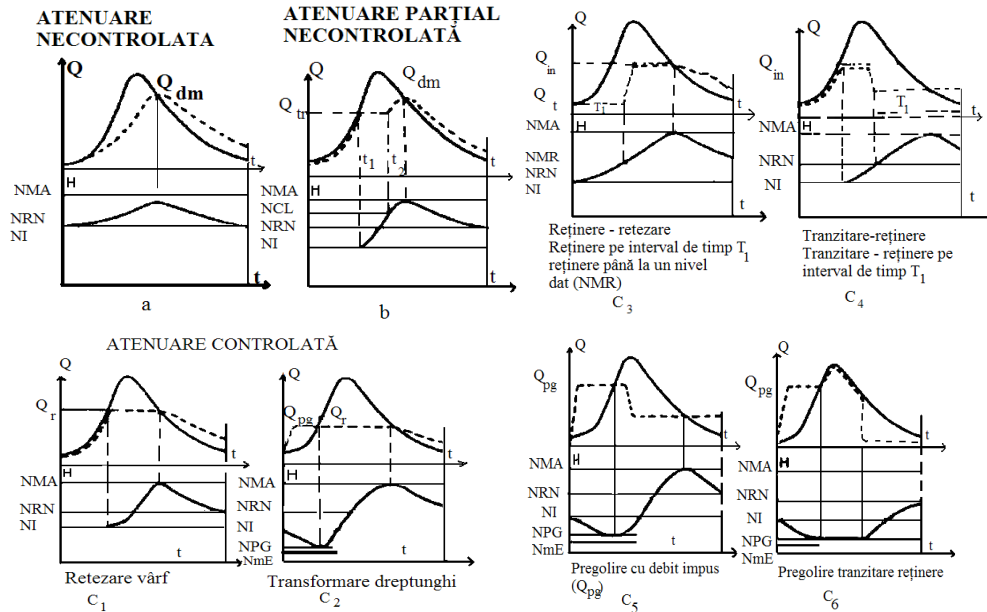 ATENUARE
NECONTROLATA
Q
Q dm
t
H
NMA
NRN
NI
t
a
ATENUARE PARȚIAL
NECONTROLATĂ
Q
Q dm
Q tr
t1
t2
t
H
NMA
NCL
NRN
NI
t
b
Q
Q in
Q t
T1
t
H
NMA
NMR
NRN
NI
t
Reținere - retezare
Reținere pe interval de timp T1
reținere până la un nivel
dat (NMR)
C3
Q
Q in
T1
t
NMA
H
NRN
NI
t
Tranzitare-reținere
Tranzitare - reținere pe
interval de timp T1
C4
ATENUARE CONTROLATĂ
Q
Q r
t
H
NMA
NRN
NI
t
Retezare vârf
C1
Q
Q pg
Q r
t
H
NMA
NRN
NI
NPG
NmE
t
Transformare dreptunghi
C2
Q
Q pg
t
H
NMA
NRN
NI
NPG
NmE
t
Pregolire cu debit impus
(Q pg)
C5
Q
Q pg
t
H
NMA
NRN
NI
NPG
NmE
t
Pregolire tranzitare reținere
C6